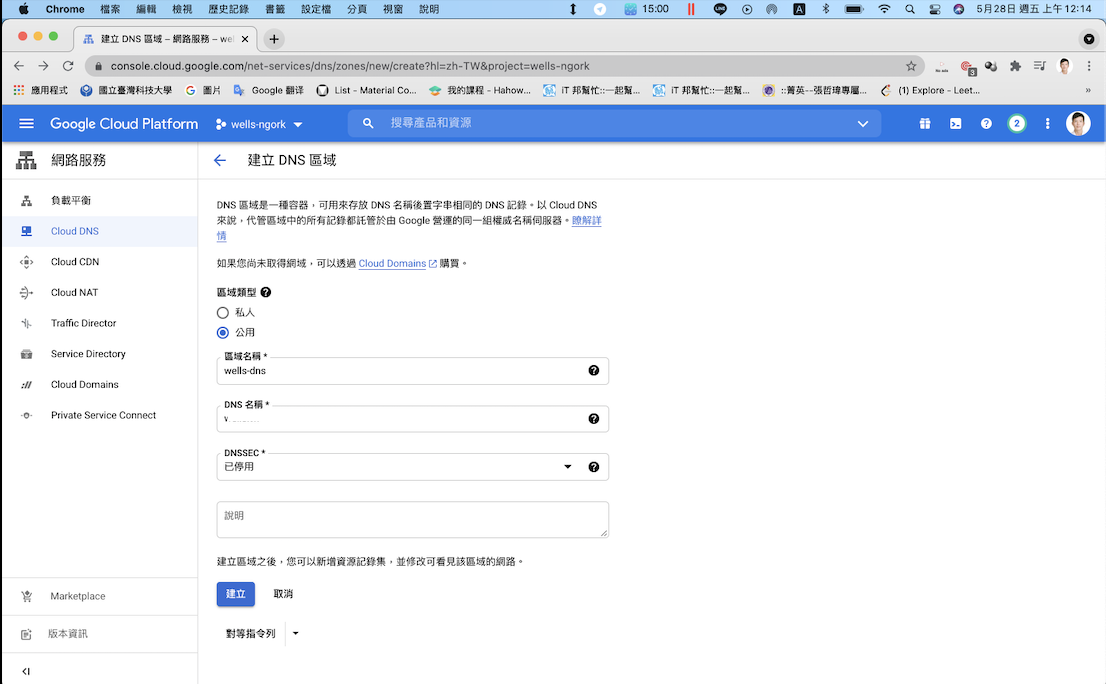 Chrome 檔案 編輯 檢視 歷史記錄 書籤 設定檔 分頁 視窗 說明 15:00 LINE A 5月28日 週五 上午12:14
建立 DNS 區域 – 網路服務 – we
console.cloud.google.com/net-services/dns/zones/new/create?hl=zh-TW&project=wells-ngork 3
應用程式 國立臺灣科技大學 圖片 Google 翻译 List - Material Co... 我的課程 - Hahow... iT 邦幫忙::一起幫... iT 邦幫忙::一起幫... ::菁英--張哲瑋專屬... (1) Explore - Leet... »
Google Cloud Platform wells-ngork 搜尋產品和資源 2
網路服務 建立 DNS 區域
負載平衡
Cloud DNS
Cloud CDN
Cloud NAT
Traffic Director
Service Directory
Cloud Domains
Private Service Connect
Marketplace
版本資訊
DNS 區域是一種容器，可用來存放 DNS 名稱後置字串相同的 DNS 記錄。以 Cloud DNS
來說，代管區域中的所有記錄都託管於由 Google 營運的同一組權威名稱伺服器。瞭解詳
情
如果您尚未取得網域，可以透過 Cloud Domains 購買。
區域類型
私人
公用
區域名稱 *
wells-dns
DNS 名稱 *
DNSSEC *
已停用
說明
建立區域之後，您可以新增資源記錄集，並修改可看見該區域的網路。
建立 取消
對等指令列